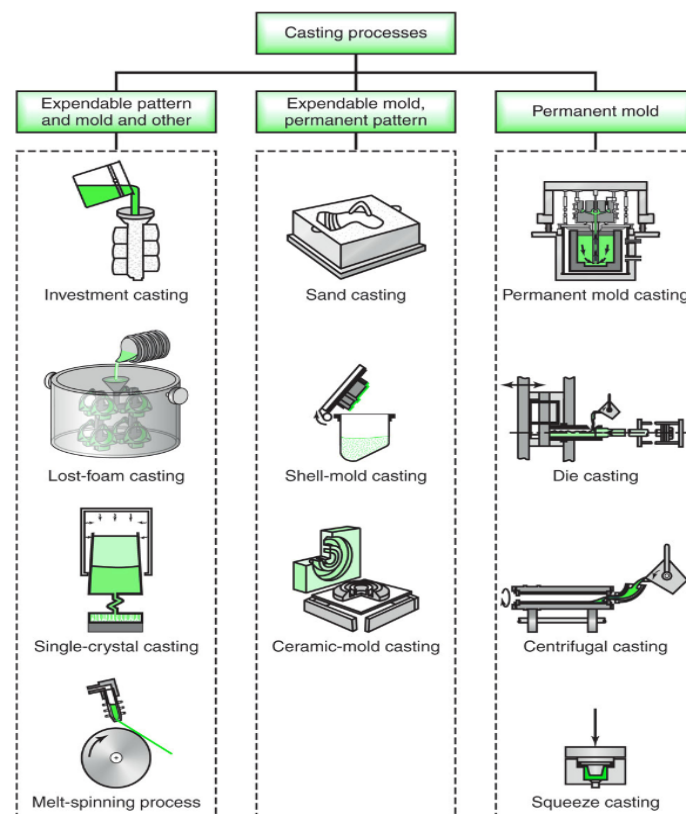 Casting processes
Expendable pattern
and mold and other
Expendable mold,
permanent pattern
Permanent mold
Investment casting
Sand casting
Permanent mold casting
Lost-foam casting
Shell-mold casting
Die casting
Single-crystal casting
Ceramic-mold casting
Centrifugal casting
Melt-spinning process
Squeeze casting